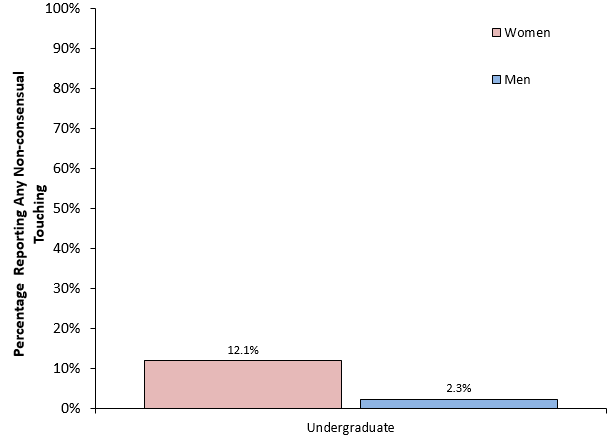 100%
90%
80%
70%
60%
50%
40%
30%
20%
10%
0%
Percentage Reporting Any Non-consensual
Touching
Women
Men
12.1%
2.3%
Undergraduate